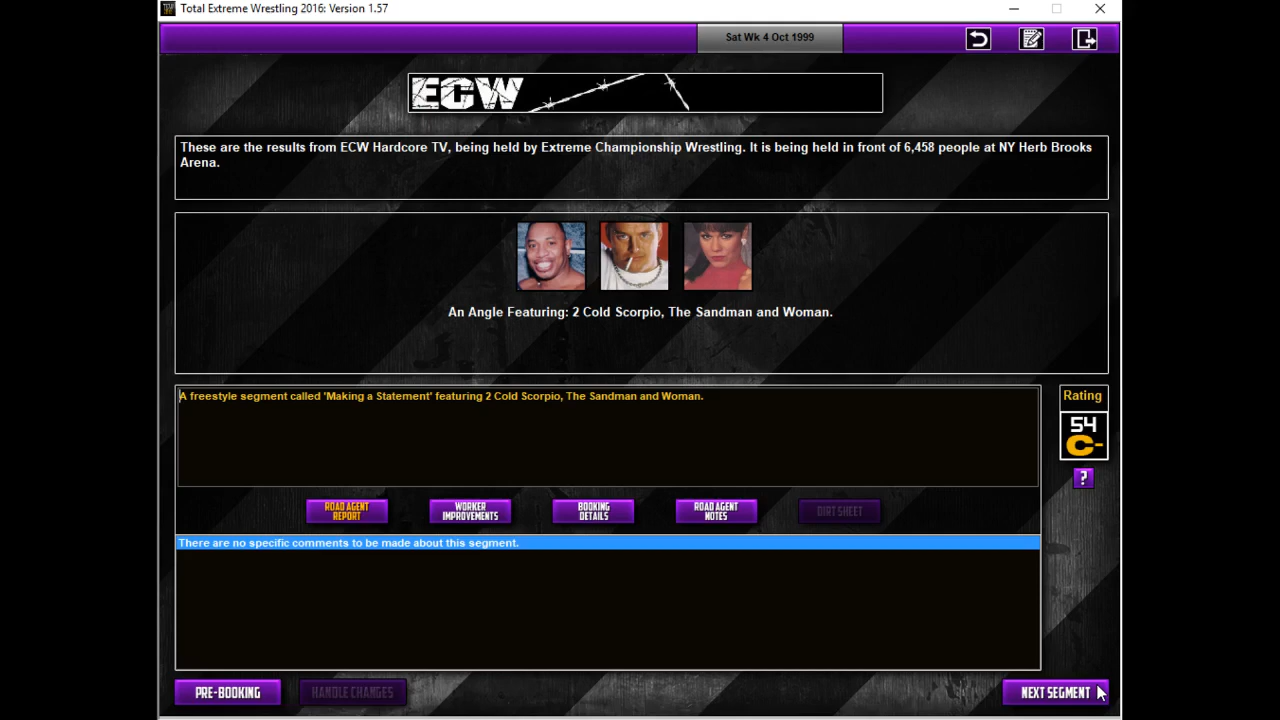 Total Extreme Wrestling 2016: Version 1.57
Sat Wk 4 Oct 1999
ECW
These are the results from ECW Hardcore TV, being held by Extreme Championship Wrestling. It is being held in front of 6,458 people at NY Herb Brooks
Arena.
An Angle Featuring: 2 Cold Scorpio, The Sandman and Woman.
A freestyle segment called 'Making a Statement' featuring 2 Cold Scorpio, The Sandman and Woman.
Rating
54
C-
?
ROAD AGENT
REPORT
WORKER
IMPROVEMENTS
BOOKING
DETAILS
ROAD AGENT
NOTES
DIRT SHEET
There are no specific comments to be made about this segment.
PRE-BOOKING
HANDLE CHANGES
NEXT SEGMENT